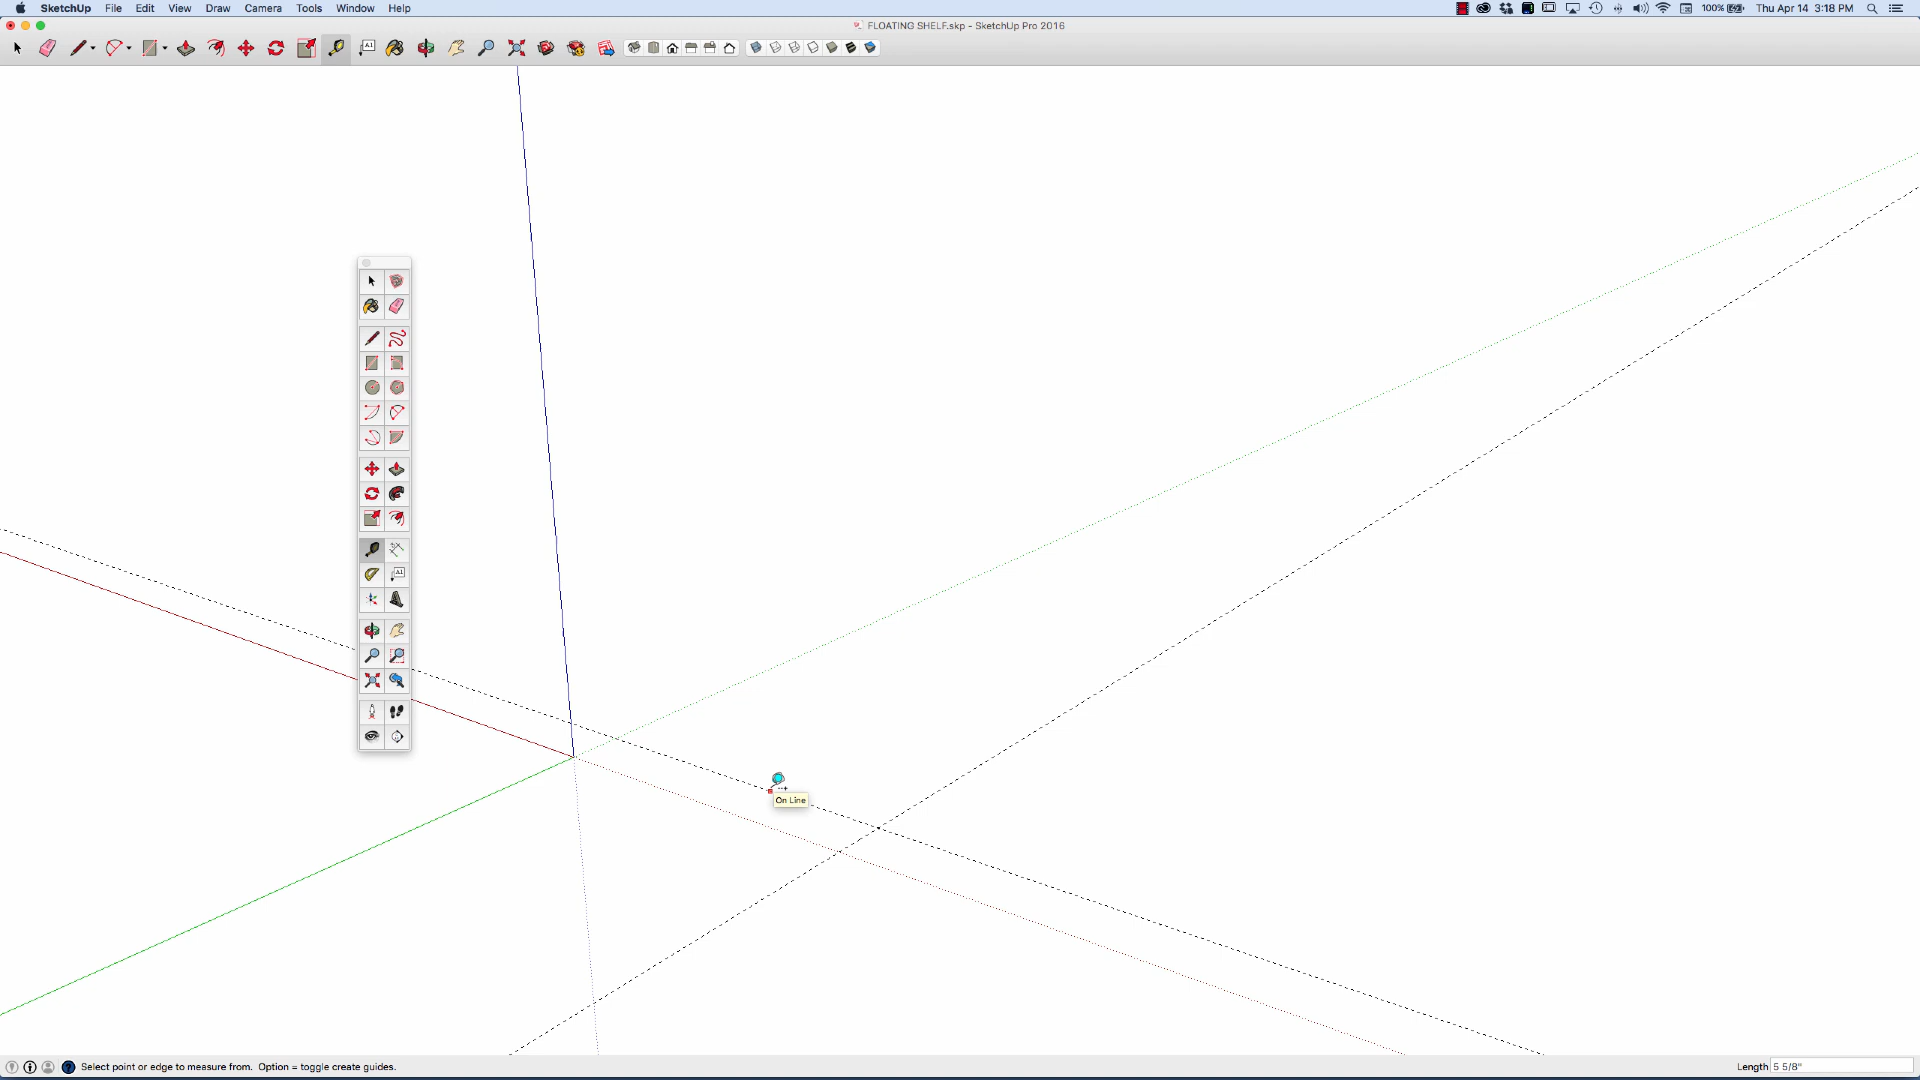 SketchUp File Edit View Draw Camera Tools Window Help 100% Thu Apr 14 3:18 PM
FLOATING SHELF.skp - SketchUp Pro 2016
A1
A1
On Line
Select point or edge to measure from. Option = toggle create guides. Length 5 5/8"